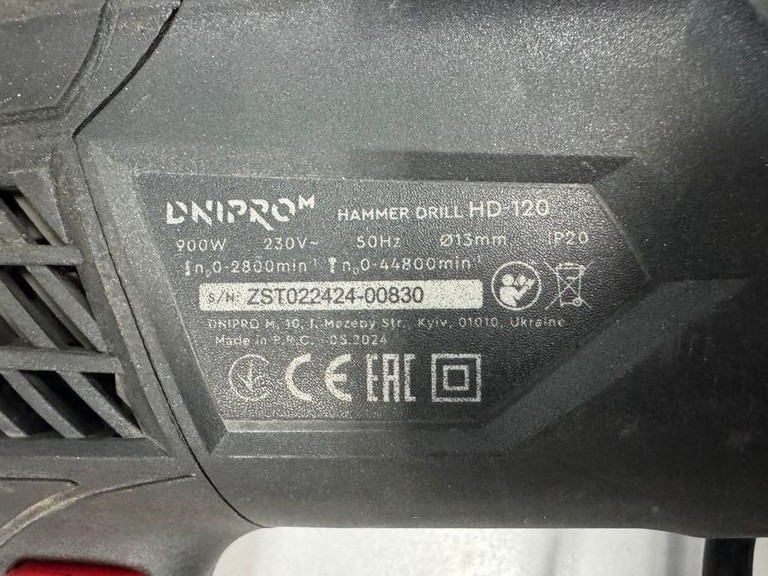 DNIPRO M HAMMER DRILL HD-120
900W 230V~ 50Hz Ø13mm IP20
n₀0-2800min⁻¹ n₀0-44800min⁻¹
S/N: ZST022424-00830
DNIPRO M, 10, I. Mazepy Str., Kyiv, 01010, Ukraine
Made in P.R.C. 05.2024
CE EAC